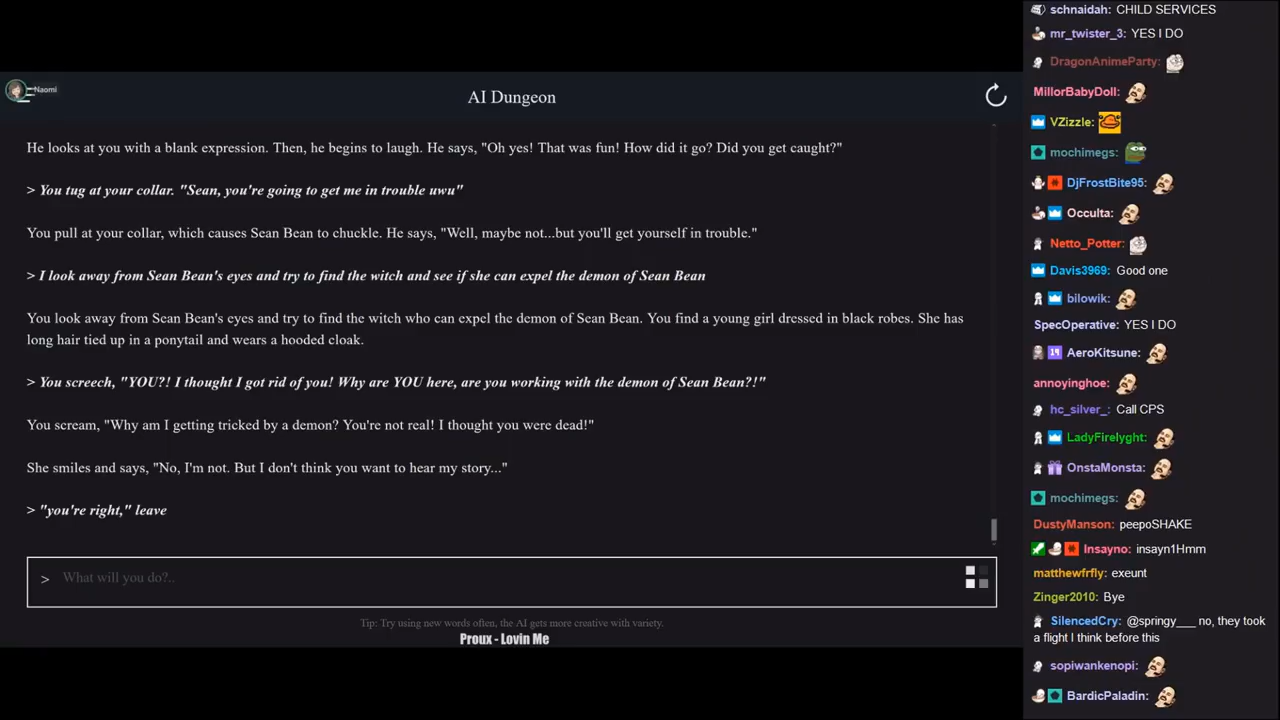 Naomi
AI Dungeon
He looks at you with a blank expression. Then, he begins to laugh. He says, "Oh yes! That was fun! How did it go? Did you get caught?"
> You tug at your collar. "Sean, you're going to get me in trouble uwu"
You pull at your collar, which causes Sean Bean to chuckle. He says, "Well, maybe not...but you'll get yourself in trouble."
> I look away from Sean Bean's eyes and try to find the witch and see if she can expel the demon of Sean Bean
You look away from Sean Bean's eyes and try to find the witch who can expel the demon of Sean Bean. You find a young girl dressed in black robes. She has
long hair tied up in a ponytail and wears a hooded cloak.
> You screech, "YOU?! I thought I got rid of you! Why are YOU here, are you working with the demon of Sean Bean?!"
You scream, "Why am I getting tricked by a demon? You're not real! I thought you were dead!"
She smiles and says, "No, I'm not. But I don't think you want to hear my story..."
> "you're right," leave
> What will you do?..
Tip: Try using new words often, the AI gets more creative with variety.
Proux - Lovin Me
schnaidah: CHILD SERVICES
mr_twister_3: YES I DO
DragonAnimeParty:
MillorBabyDoll:
VZizzle:
mochimegs:
DjFrostBite95:
Occulta:
Netto_Potter:
Davis3969: Good one
bilowik:
SpecOperative: YES I DO
19 AeroKitsune:
annoyinghoe:
hc_silver_: Call CPS
LadyFirelyght:
OnstaMonsta:
mochimegs:
DustyManson: peepoSHAKE
Insayno: insayn1Hmm
matthewfrfly: exeunt
Zinger2010: Bye
SilencedCry: @springy___ no, they took
a flight I think before this
sopiwankenopi:
BardicPaladin: